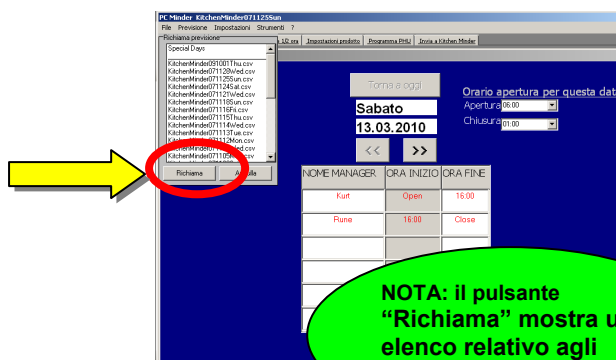 PC Minder KitchenMinder071125Sun
File Previsione Impostazioni Strumenti ?
Richiama previsione
1/2 ora Impostazioni prodotto Programma PHU Invia a Kitchen Minder
Special Days
KitchenMinder091001Thu.csv
KitchenMinder071128Wed.csv
KitchenMinder071125Sun.csv
KitchenMinder071124Sat.csv
KitchenMinder071121Wed.csv
KitchenMinder071118Sun.csv
KitchenMinder071116Fri.csv
KitchenMinder071115Thu.csv
KitchenMinder071114Wed.csv
KitchenMinder071113Tue.csv
KitchenMinder071112Mon.csv
Richiama
Torna a oggi
Sabato
13.03.2010
<< >>
Orario apertura per questa dat
Apertura 06:00
Chiusura 01:00
NOME MANAGER ORA INIZIO ORA FINE
Kurt Open 16:00
Rune 16:00 Close
NOTA: il pulsante
“Richiama” mostra u
elenco relativo agli